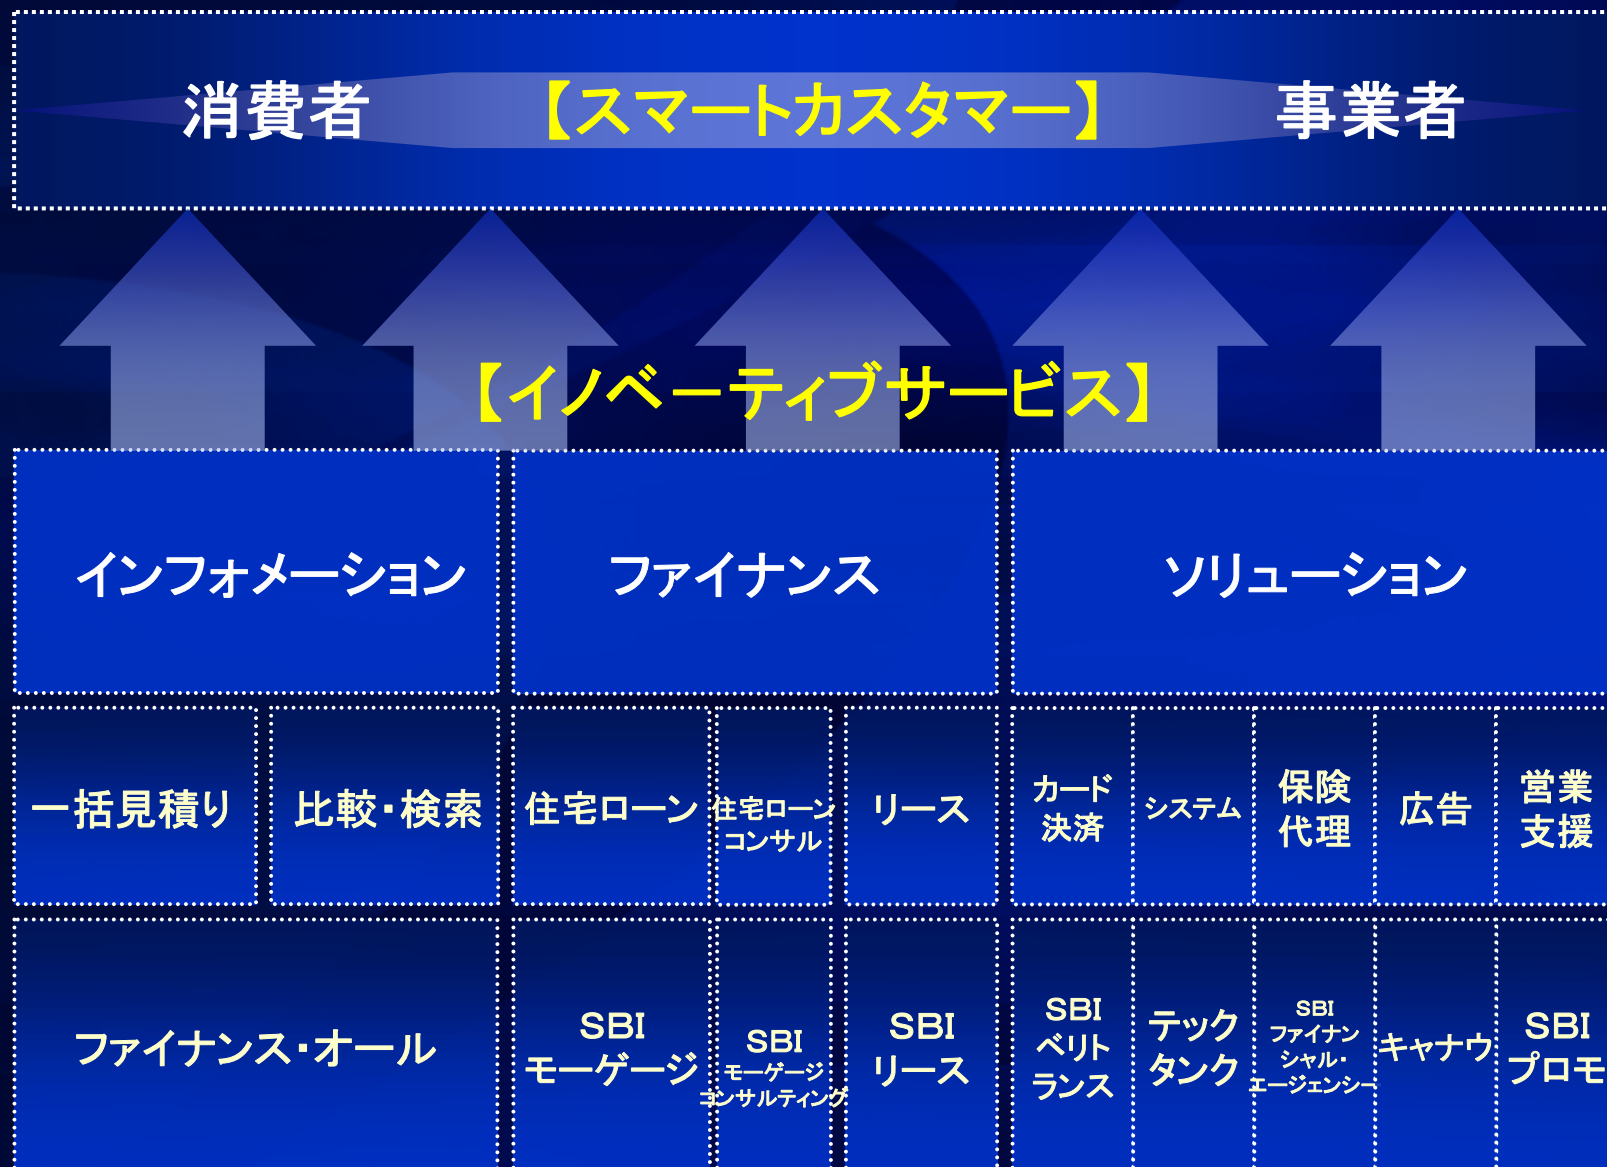 消費者 【スマートカスタマー】 事業者
【イノベーティブサービス】
インフォメーション ファイナンス ソリューション
一括見積り
比較・検索
住宅ローン
住宅ローン
コンサル
リース
カード
決済
システム
保険
代理
広告
営業
支援
ファイナンス・オール
SBI
モーゲージ
SBI
モーゲージ
コンサルティング
SBI
リース
SBI
ベリト
ランス
テック
タンク
SBI
ファイナン
シャル・
エージェンシー
キャナウ
SBI
プロモ